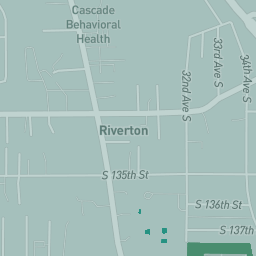 Cascade
Behavioral
Health
33rd Ave S
34th Ave S
32nd Ave S
Riverton
S 135th St
S 136th St
S 137th